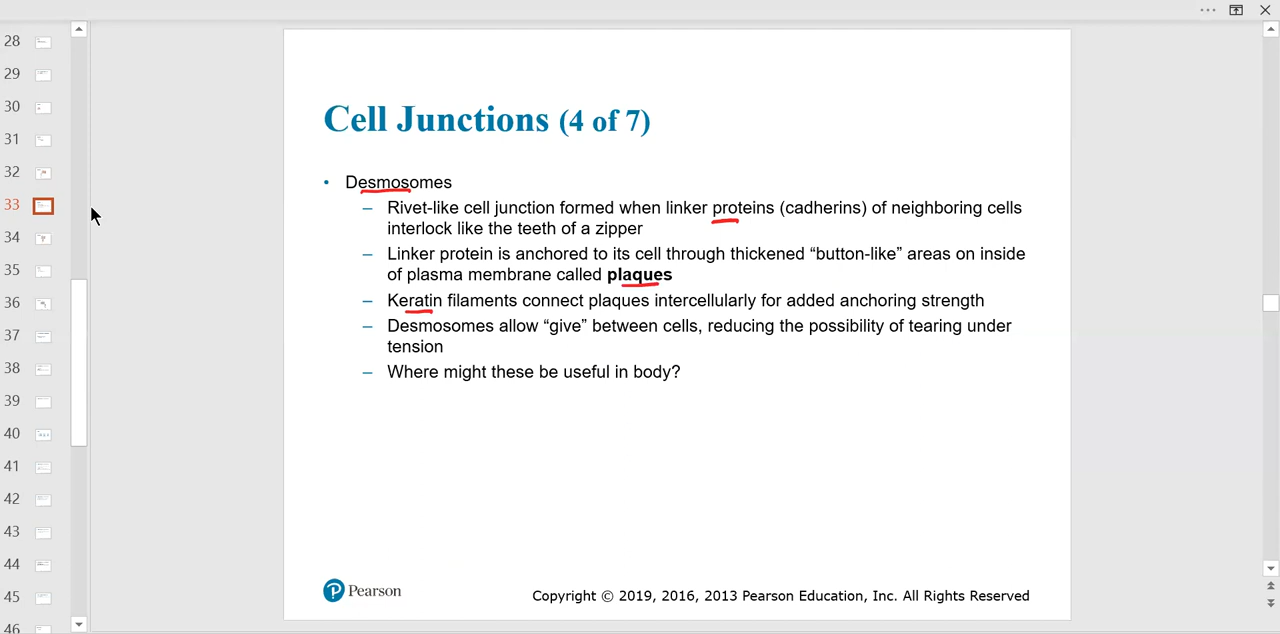 28
29
30
31
32
33
34
35
36
37
38
39
40
41
42
43
44
45
46
Cell Junctions (4 of 7)
• Desmosomes
– Rivet-like cell junction formed when linker proteins (cadherins) of neighboring cells
interlock like the teeth of a zipper
– Linker protein is anchored to its cell through thickened “button-like” areas on inside
of plasma membrane called plaques
– Keratin filaments connect plaques intercellularly for added anchoring strength
– Desmosomes allow “give” between cells, reducing the possibility of tearing under
tension
– Where might these be useful in body?
P Pearson
Copyright © 2019, 2016, 2013 Pearson Education, Inc. All Rights Reserved